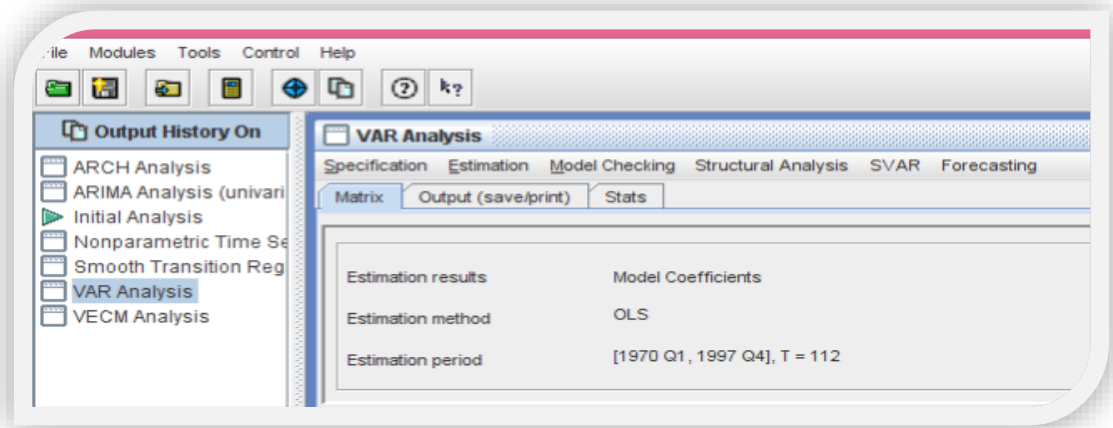 File Modules Tools Control Help
Output History On
ARCH Analysis
ARIMA Analysis (univari
Initial Analysis
Nonparametric Time Se
Smooth Transition Reg
VAR Analysis
VECM Analysis
VAR Analysis
Specification Estimation Model Checking Structural Analysis SVAR Forecasting
Matrix Output (save/print) Stats
Estimation results Model Coefficients
Estimation method OLS
Estimation period [1970 Q1, 1997 Q4], T = 112